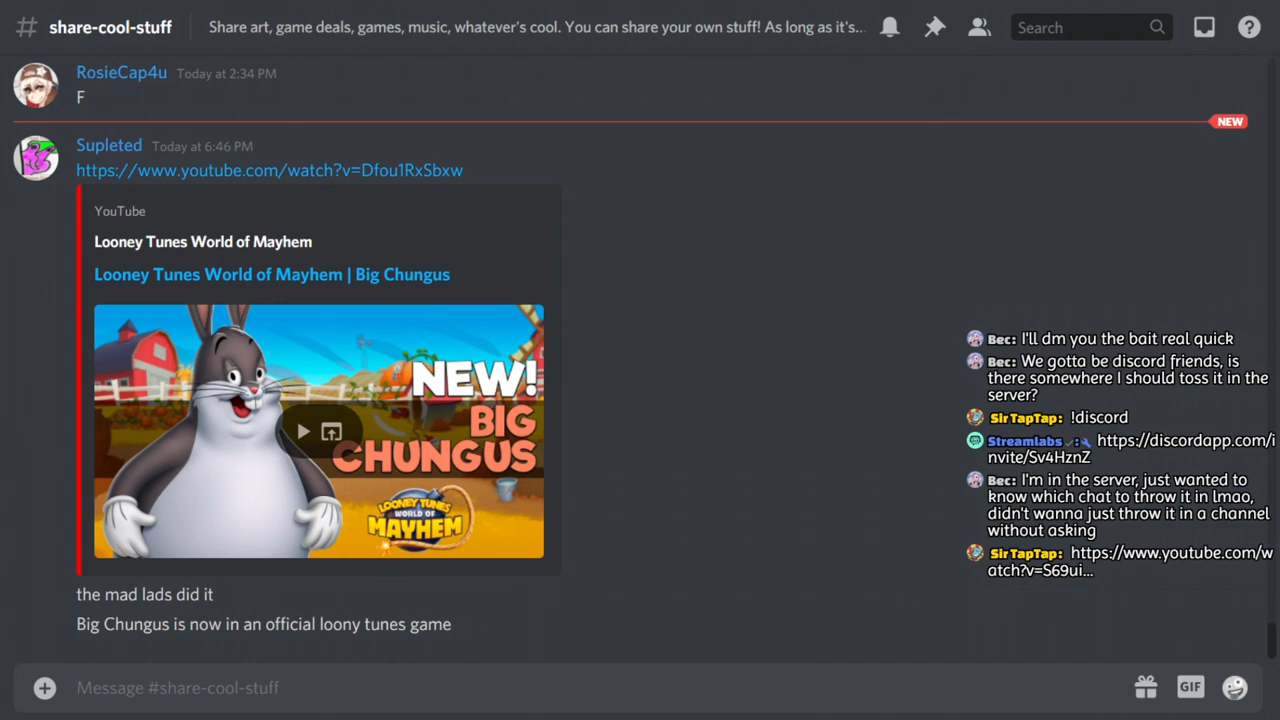 share-cool-stuff
Share art, game deals, games, music, whatever's cool. You can share your own stuff! As long as it's...
Search
RosieCap4u Today at 2:34 PM
F
NEW
Supleted Today at 6:46 PM
https://www.youtube.com/watch?v=Dfou1RxSbxw
YouTube
Looney Tunes World of Mayhem
Looney Tunes World of Mayhem | Big Chungus
NEW!
BIG
CHUNGUS
LOONEY TUNES
WORLD OF
MAYHEM
the mad lads did it
Big Chungus is now in an official loony tunes game
Message #share-cool-stuff
GIF
Bec: I'll dm you the bait real quick
Bec: We gotta be discord friends, is
there somewhere I should toss it in the
server?
SirTapTap: !discord
Streamlabs: https://discordapp.com/i
nvite/Sv4HznZ
Bec: I'm in the server, just wanted to
know which chat to throw it in lmao,
didn't wanna just throw it in a channel
without asking
SirTapTap: https://www.youtube.com/w
atch?v=S69ui...